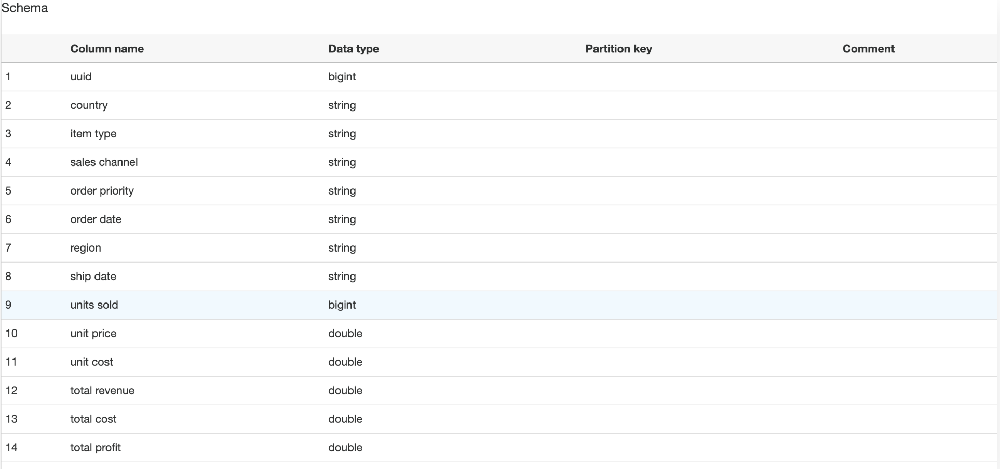 Schema
Column name Data type Partition key Comment
1 uuid bigint
2 country string
3 item type string
4 sales channel string
5 order priority string
6 order date string
7 region string
8 ship date string
9 units sold bigint
10 unit price double
11 unit cost double
12 total revenue double
13 total cost double
14 total profit double